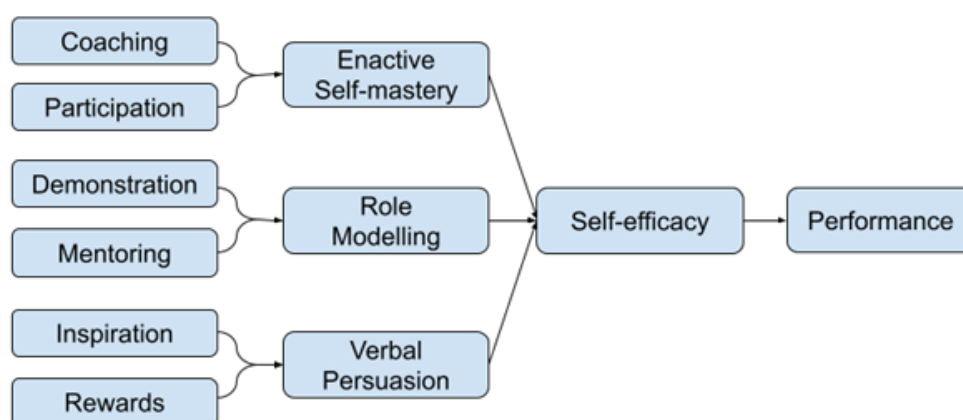 Coaching
Participation
Enactive
Self-mastery
Demonstration
Mentoring
Role
Modelling
Inspiration
Rewards
Verbal
Persuasion
Self-efficacy
Performance